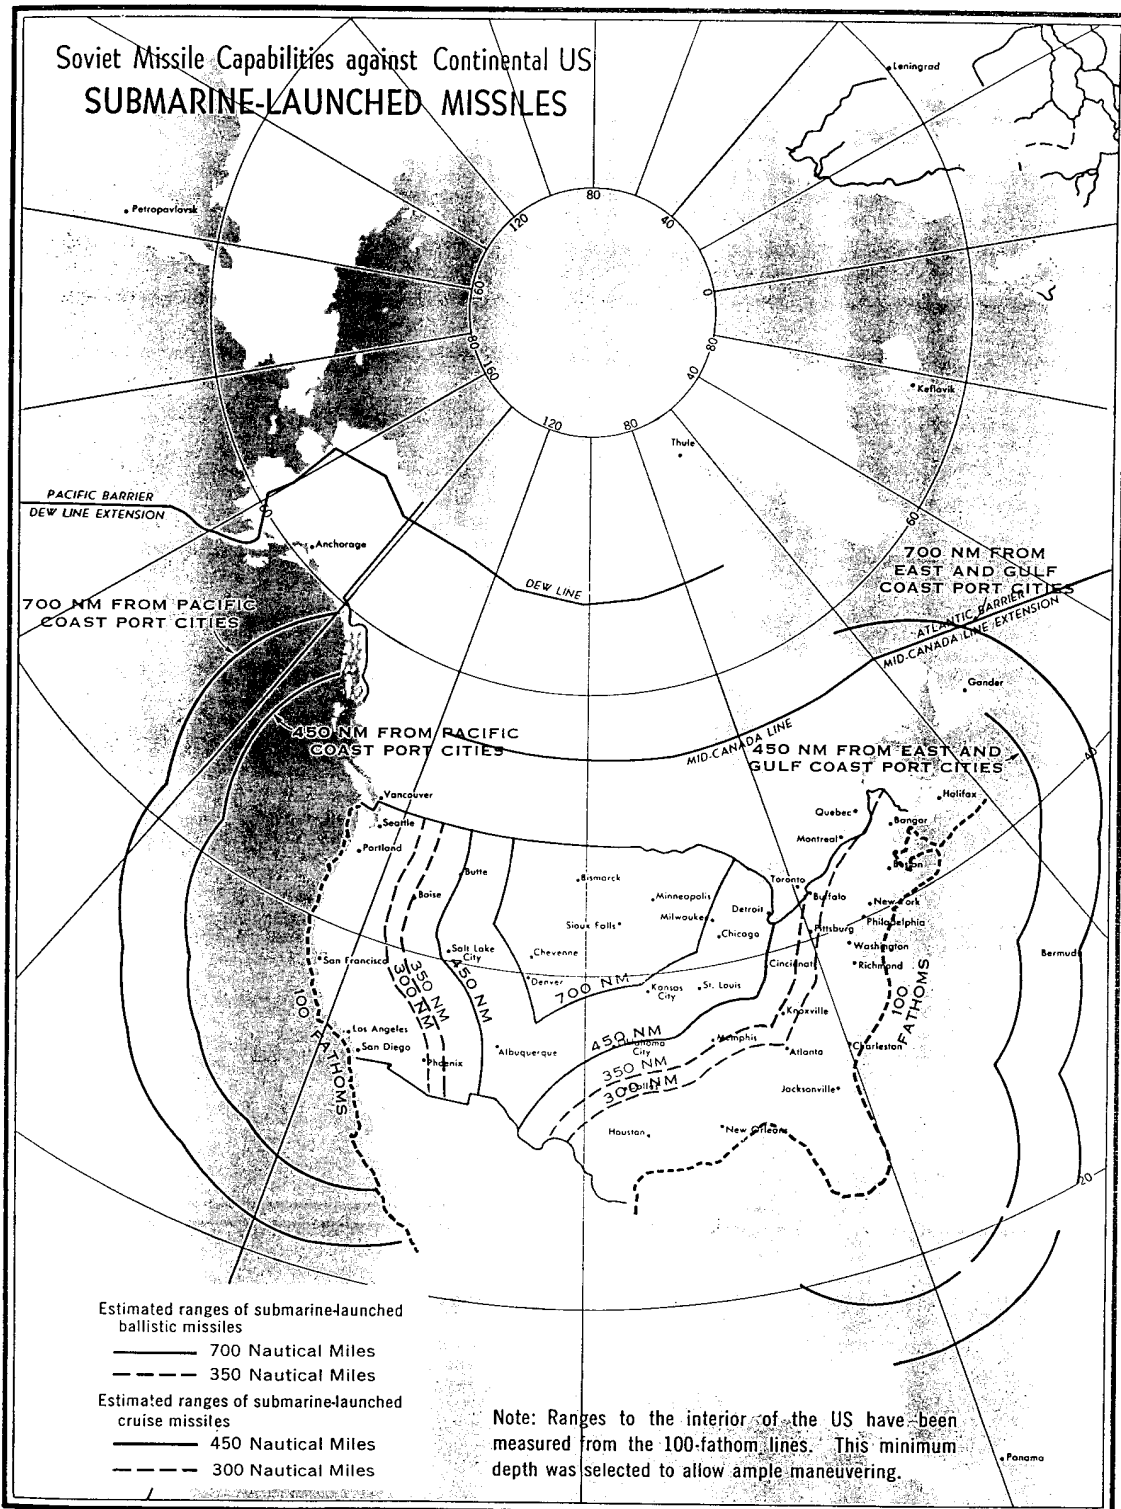 Soviet Missile Capabilities against Continental US
SUBMARINE-LAUNCHED MISSILES
Leningrad
Petropavlovsk
80
120
40
160
0
80
80
160
40
120
80
Keflavik
Thule
PACIFIC BARRIER
DEW LINE EXTENSION
60
60
Anchorage
DEW LINE
700 NM FROM
EAST AND GULF
COAST PORT CITIES
700 NM FROM PACIFIC
COAST PORT CITIES
ATLANTIC BARRIER
MID-CANADA LINE EXTENSION
Gander
450 NM FROM PACIFIC
COAST PORT CITIES
MID-CANADA LINE
450 NM FROM EAST AND
GULF COAST PORT CITIES
40
Vancouver
Seattle
Portland
Halifax
Quebec
Bangor
Montreal
Boston
Butte
Boise
Bismarck
Minneapolis
Toronto
Buffalo
Detroit
Milwaukee
New York
Philadelphia
Sioux Falls
Chicago
Pittsburg
Washington
Richmond
Bermud
San Francisco
Salt Lake
City
Cheyenne
Denver
Cincinnati
Kansas
City
St. Louis
Knoxville
350 NM
300 NM
450 NM
700 NM
100
FATHOMS
100
FATHOMS
Los Angeles
San Diego
Phoenix
Albuquerque
450 NM
Oklahoma
City
Memphis
Atlanta
Charleston
350 NM
300 NM
Dallas
Jacksonville
Houston
New Orleans
20
Estimated ranges of submarine-launched
ballistic missiles
700 Nautical Miles
350 Nautical Miles
Estimated ranges of submarine-launched
cruise missiles
450 Nautical Miles
300 Nautical Miles
Note: Ranges to the interior of the US have been
measured from the 100-fathom lines. This minimum
depth was selected to allow ample maneuvering.
Panama